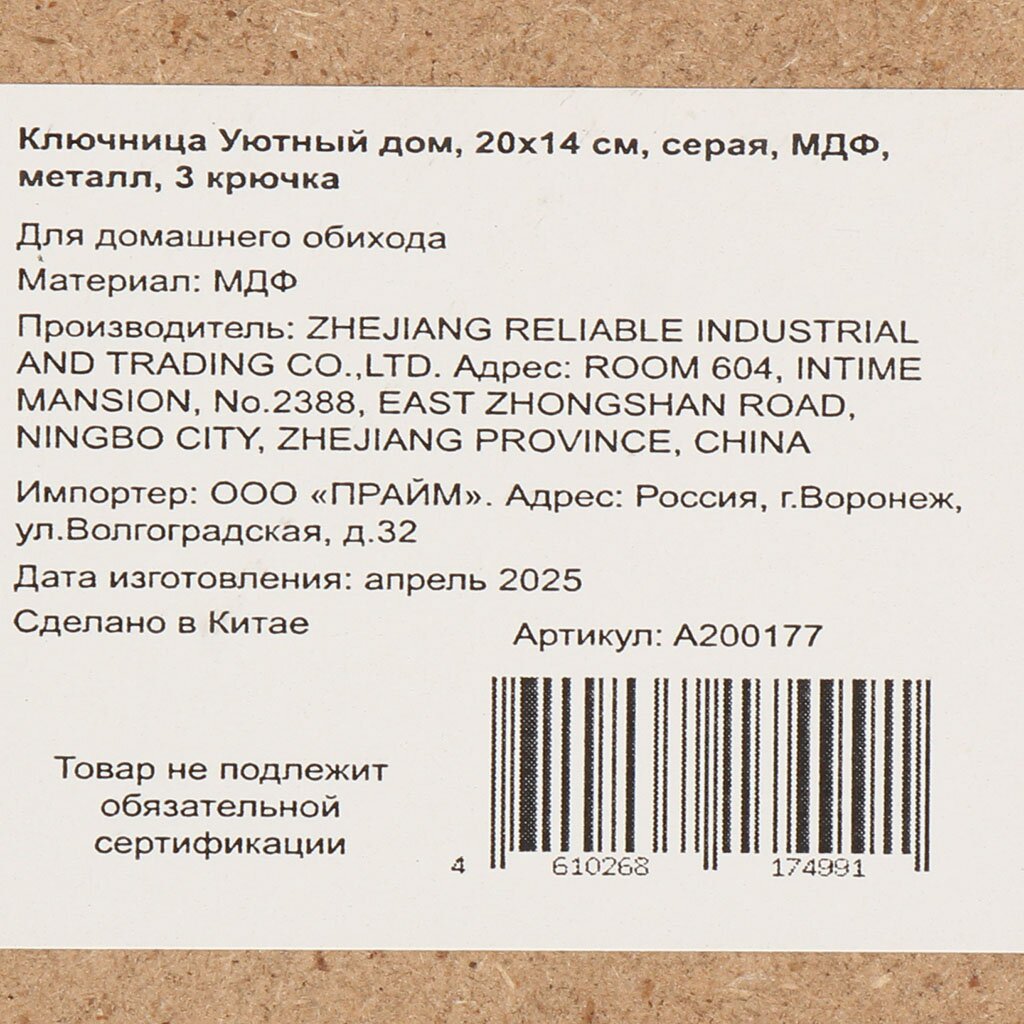 Ключница Уютный дом, 20х14 см, серая, МДФ,
металл, 3 крючка
Для домашнего обихода
Материал: МДФ
Производитель: ZHEJIANG RELIABLE INDUSTRIAL
AND TRADING CO.,LTD. Адрес: ROOM 604, INTIME
MANSION, No.2388, EAST ZHONGSHAN ROAD,
NINGBO CITY, ZHEJIANG PROVINCE, CHINA
Импортер: ООО «ПРАЙМ». Адрес: Россия, г.Воронеж,
ул.Волгоградская, д.32
Дата изготовления: апрель 2025
Сделано в Китае
Артикул: А200177
Товар не подлежит
обязательной
сертификации
4 610268 174991